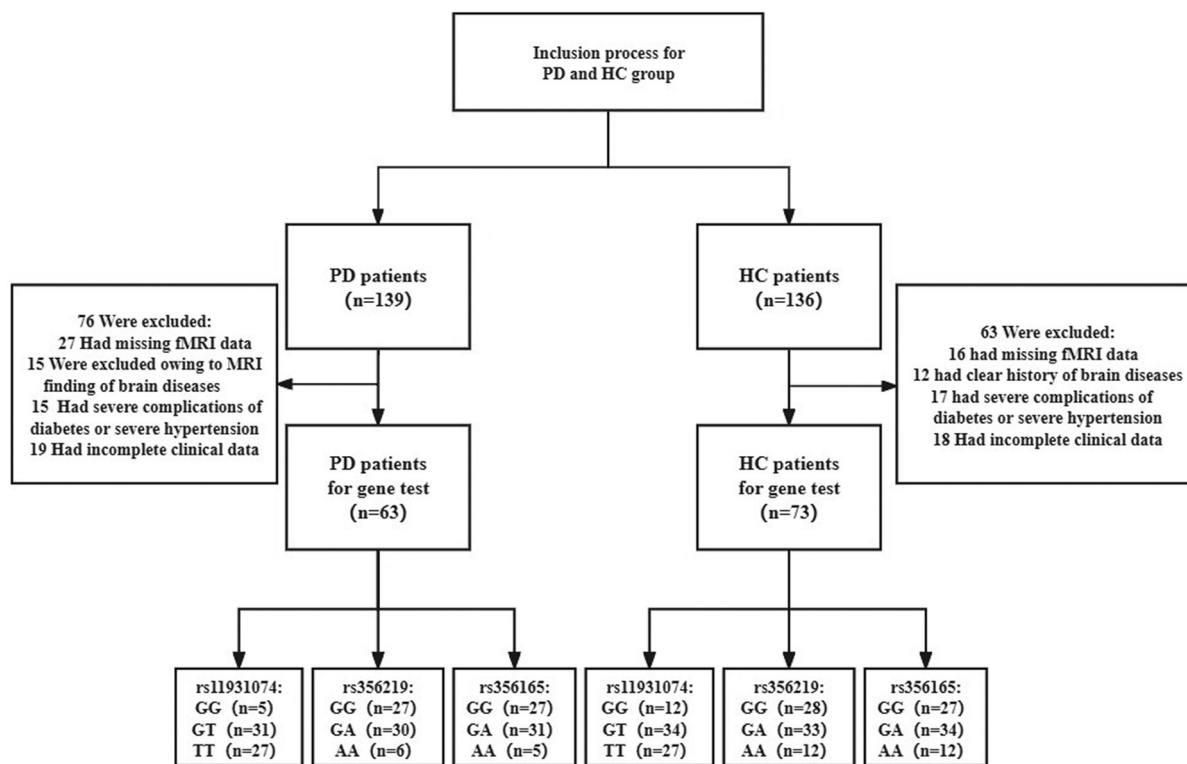 Inclusion process for
PD and HC group
PD patients
(n=139)
HC patients
(n=136)
76 Were excluded:
27 Had missing fMRI data
15 Were excluded owing to MRI
finding of brain diseases
15 Had severe complications of
diabetes or severe hypertension
19 Had incomplete clinical data
63 Were excluded:
16 had missing fMRI data
12 had clear history of brain diseases
17 had severe complications of
diabetes or severe hypertension
18 Had incomplete clinical data
PD patients
for gene test
(n=63)
HC patients
for gene test
(n=73)
rs11931074:
GG (n=5)
GT (n=31)
TT (n=27)
rs356219:
GG (n=27)
GA (n=30)
AA (n=6)
rs356165:
GG (n=27)
GA (n=31)
AA (n=5)
rs11931074:
GG (n=12)
GT (n=34)
TT (n=27)
rs356219:
GG (n=28)
GA (n=33)
AA (n=12)
rs356165:
GG (n=27)
GA (n=34)
AA (n=12)